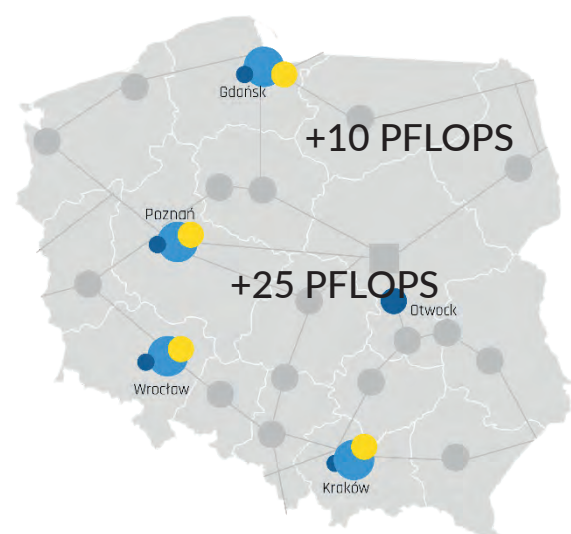 Gdańsk
+10 PFLOPS
Poznań
+25 PFLOPS
Otwock
Wrocław
Kraków